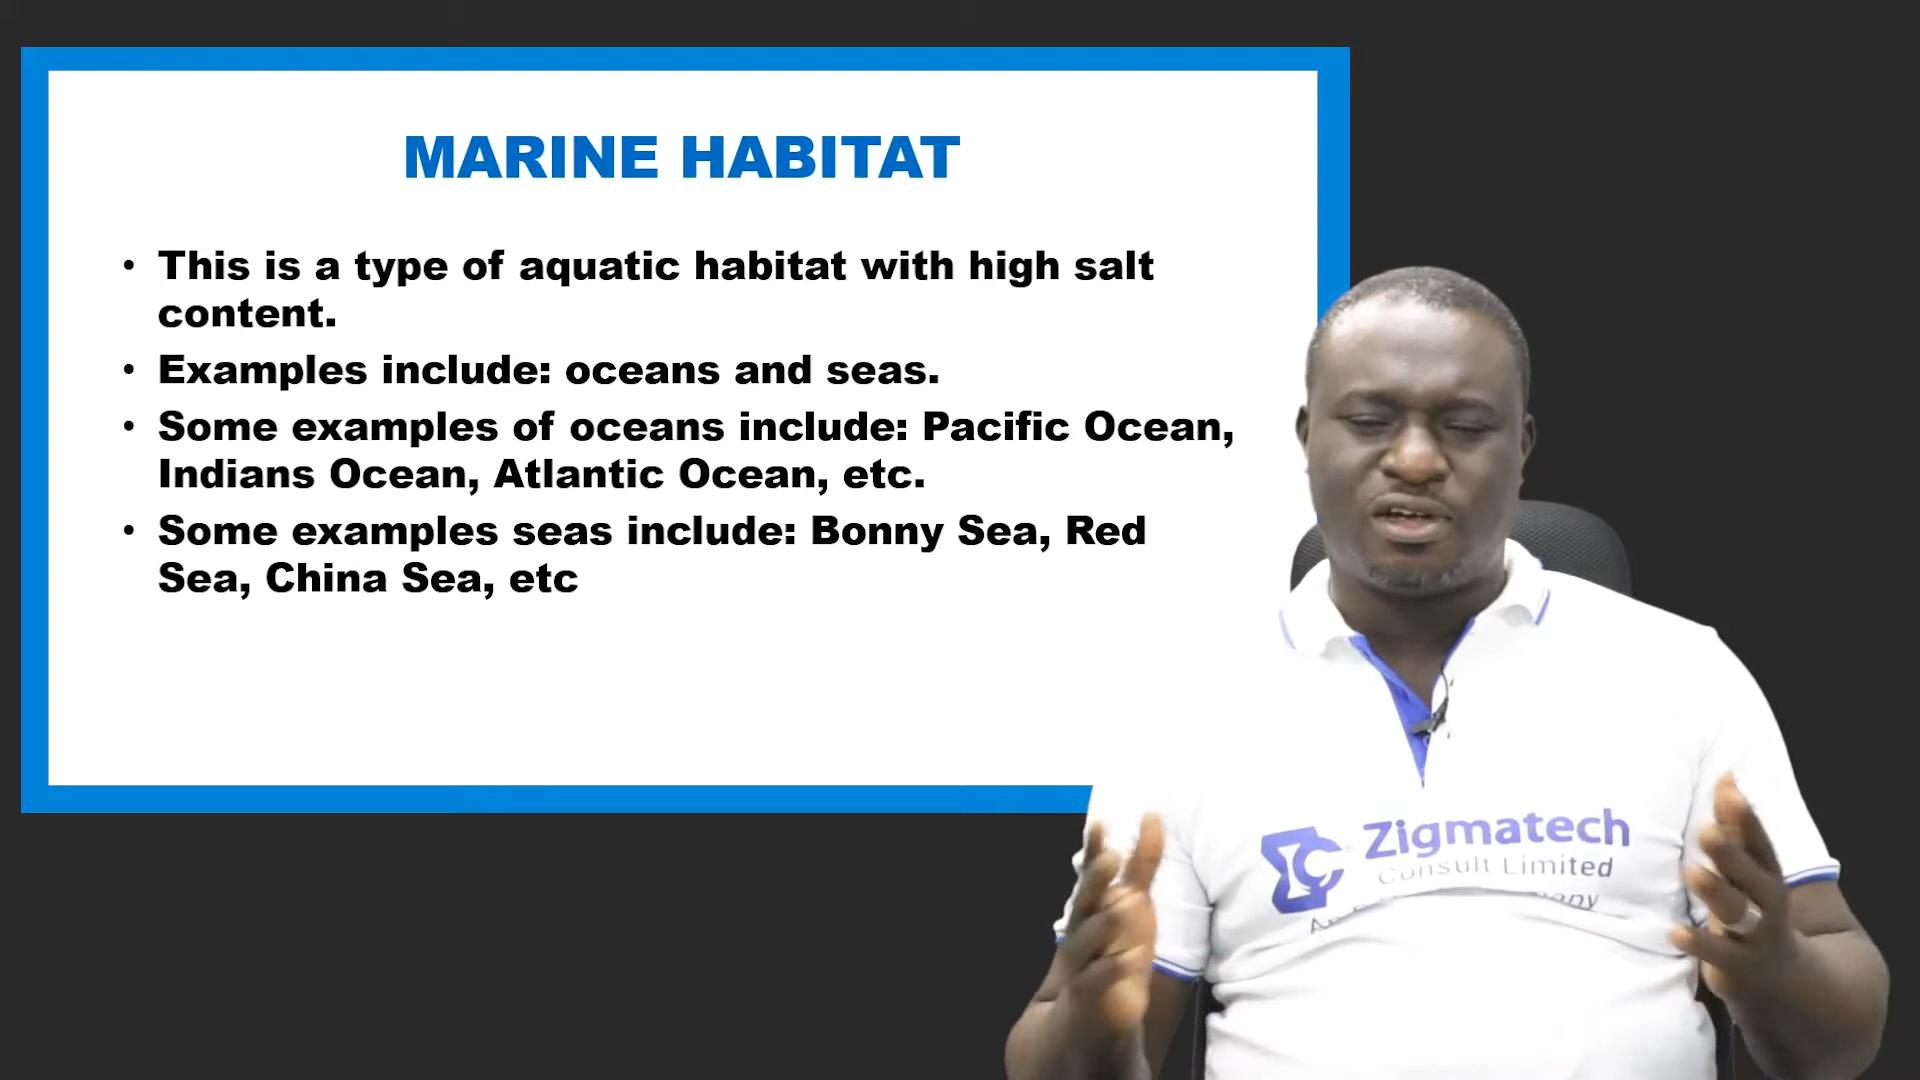 MARINE HABITAT
• This is a type of aquatic habitat with high salt
content.
• Examples include: oceans and seas.
• Some examples of oceans include: Pacific Ocean,
Indians Ocean, Atlantic Ocean, etc.
• Some examples seas include: Bonny Sea, Red
Sea, China Sea, etc
Zigmatech
Consult Limited